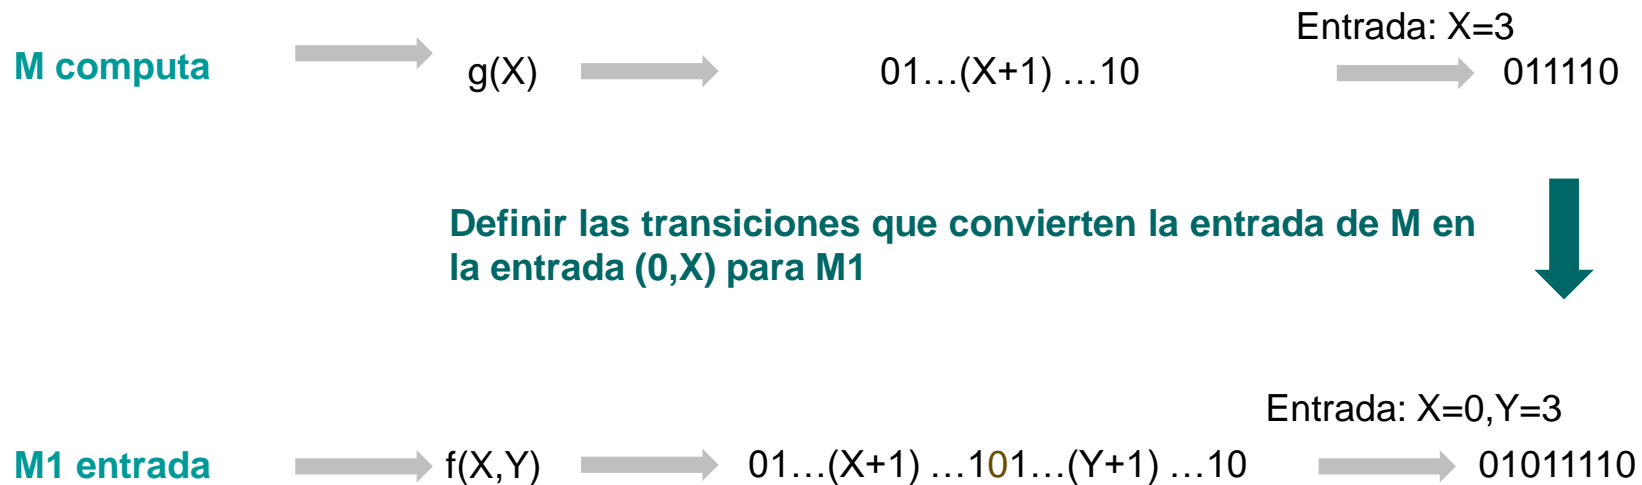 Entrada: X=3
M computa g(X) 01…(X+1) …10 011110
Definir las transiciones que convierten la entrada de M en
la entrada (0,X) para M1
Entrada: X=0,Y=3
M1 entrada f(X,Y) 01…(X+1) …101…(Y+1) …10 01011110